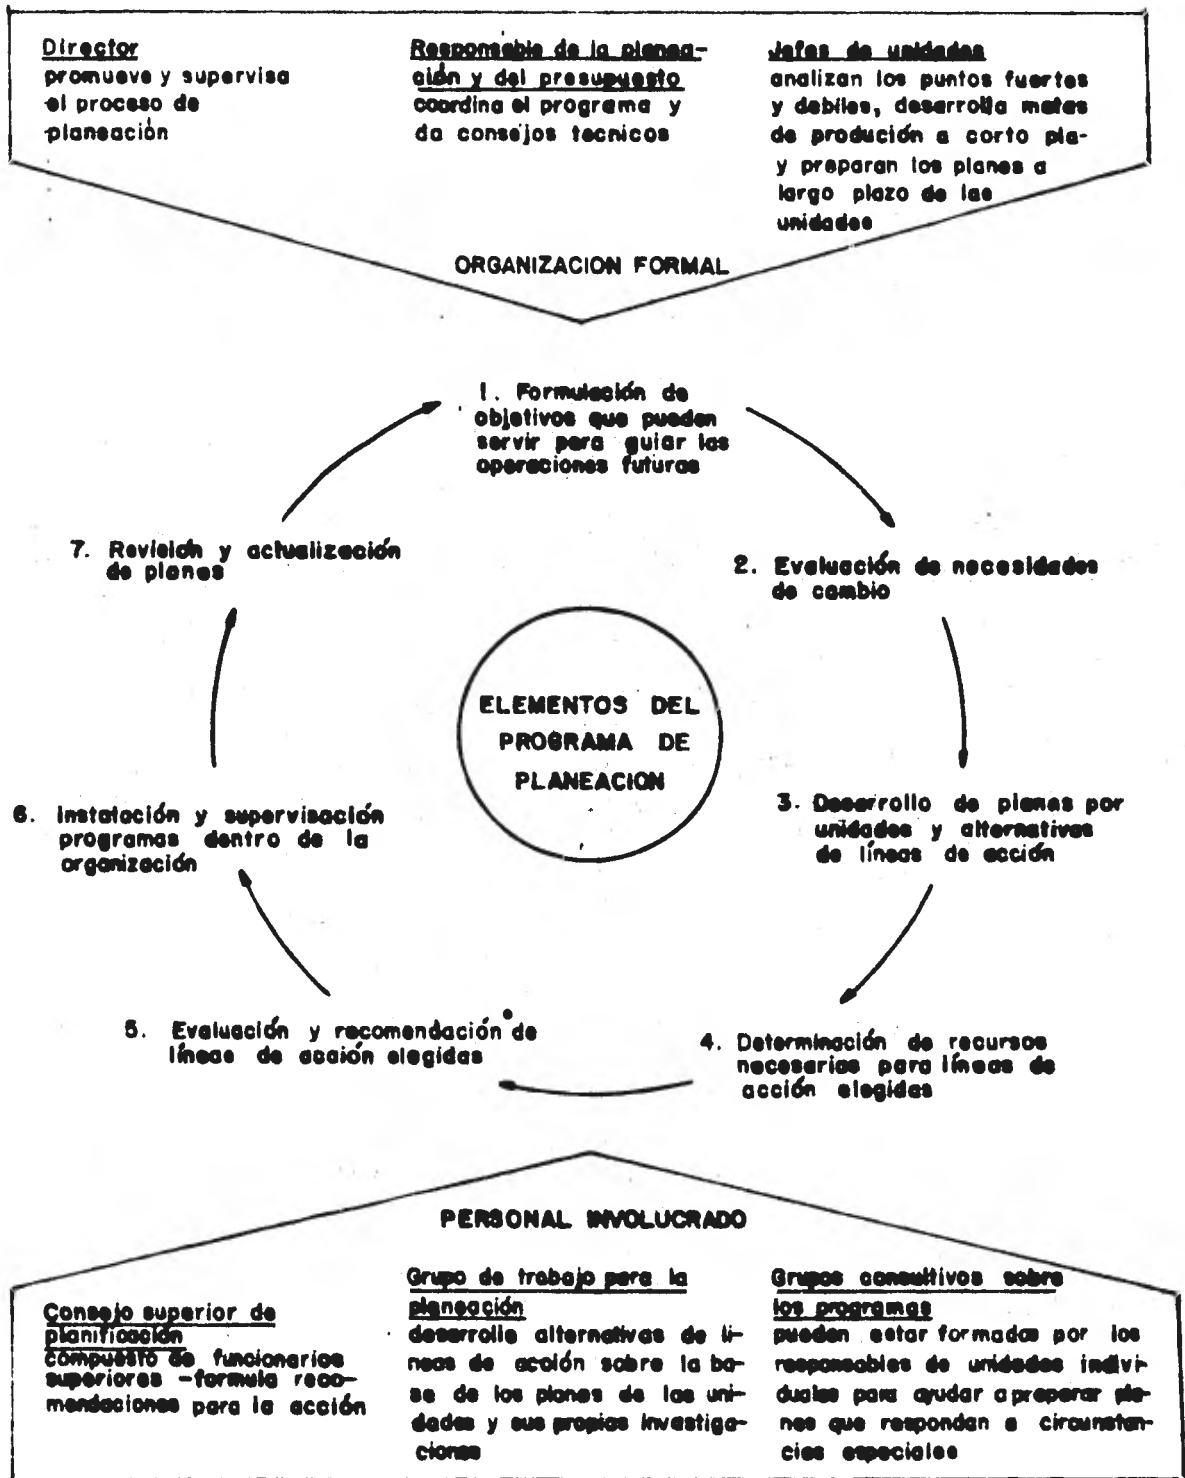 Director
promueve y supervisa
el proceso de
planeación
Responsable de la planea-
ción y del presupuesto
coordina el programa y
da consejos tecnicos
Jefes de unidades
analizan los puntos fuertes
y debiles, desarrolla metas
de produción a corto pla-
y preparan los planes a
largo plazo de las
unidades
ORGANIZACION FORMAL
1. Formulación de
objetivos que pueden
servir para guiar las
operaciones futuras
2. Evaluación de necesidades
de cambio
3. Desarrollo de planes por
unidades y alternativas
de líneas de acción
4. Determinación de recursos
necesarios para líneas de
acción elegidas
5. Evaluación y recomendación de
líneas de acción elegidas
6. Instalación y supervisación
programas dentro de la
organización
7. Revisión y actualización
de planes
ELEMENTOS DEL
PROGRAMA DE
PLANEACION
PERSONAL INVOLUCRADO
Consejo superior de
planificación
compuesto de funcionarios
superiores -formula reco-
mendaciones para la acción
Grupo de trabajo para la
planeación
desarrolla alternativas de li-
neas de acción sobre la ba-
se de los planes de las uni-
dades y sus propias investiga-
ciones
Grupos consultivos sobre
los programas
pueden estar formados por los
responsables de unidades indivi-
duales para ayudar a preparar pla-
nes que respondan a circunstan-
cias especiales